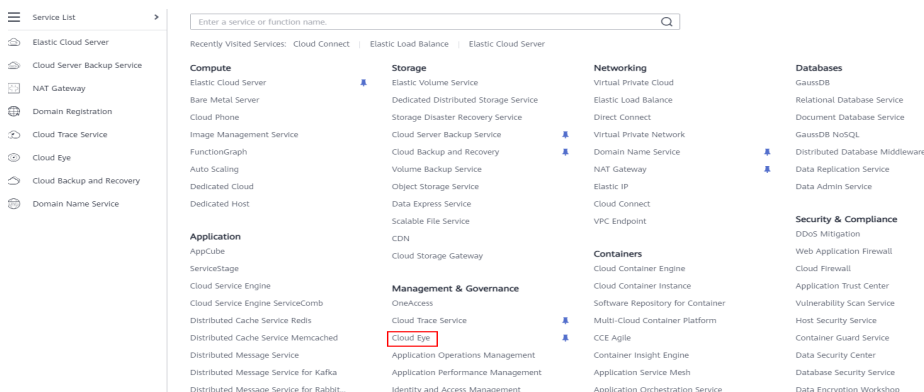 Service List
Elastic Cloud Server
Cloud Server Backup Service
NAT Gateway
Domain Registration
Cloud Trace Service
Cloud Eye
Cloud Backup and Recovery
Domain Name Service
Enter a service or function name.
Recently Visited Services: Cloud Connect | Elastic Load Balance | Elastic Cloud Server
Compute
Elastic Cloud Server
Bare Metal Server
Cloud Phone
Image Management Service
FunctionGraph
Auto Scaling
Dedicated Cloud
Dedicated Host
Application
AppCube
ServiceStage
Cloud Service Engine
Cloud Service Engine ServiceComb
Distributed Cache Service Redis
Distributed Cache Service Memcached
Distributed Message Service
Distributed Message Service for Kafka
Distributed Message Service for Rabbit...
Storage
Elastic Volume Service
Dedicated Distributed Storage Service
Storage Disaster Recovery Service
Cloud Server Backup Service
Cloud Backup and Recovery
Volume Backup Service
Object Storage Service
Data Express Service
Scalable File Service
CDN
Cloud Storage Gateway
Management & Governance
OneAccess
Cloud Trace Service
Cloud Eye
Application Operations Management
Application Performance Management
Identity and Access Management
Networking
Virtual Private Cloud
Elastic Load Balance
Direct Connect
Virtual Private Network
Domain Name Service
NAT Gateway
Elastic IP
Cloud Connect
VPC Endpoint
Containers
Cloud Container Engine
Cloud Container Instance
Software Repository for Container
Multi-Cloud Container Platform
CCE Agile
Container Insight Engine
Application Service Mesh
Application Orchestration Service
Databases
GaussDB
Relational Database Service
Document Database Service
GaussDB NoSQL
Distributed Database Middleware
Data Replication Service
Data Admin Service
Security & Compliance
DDoS Mitigation
Web Application Firewall
Cloud Firewall
Application Trust Center
Vulnerability Scan Service
Host Security Service
Container Guard Service
Data Security Center
Database Security Service
Data Encryption Workshop